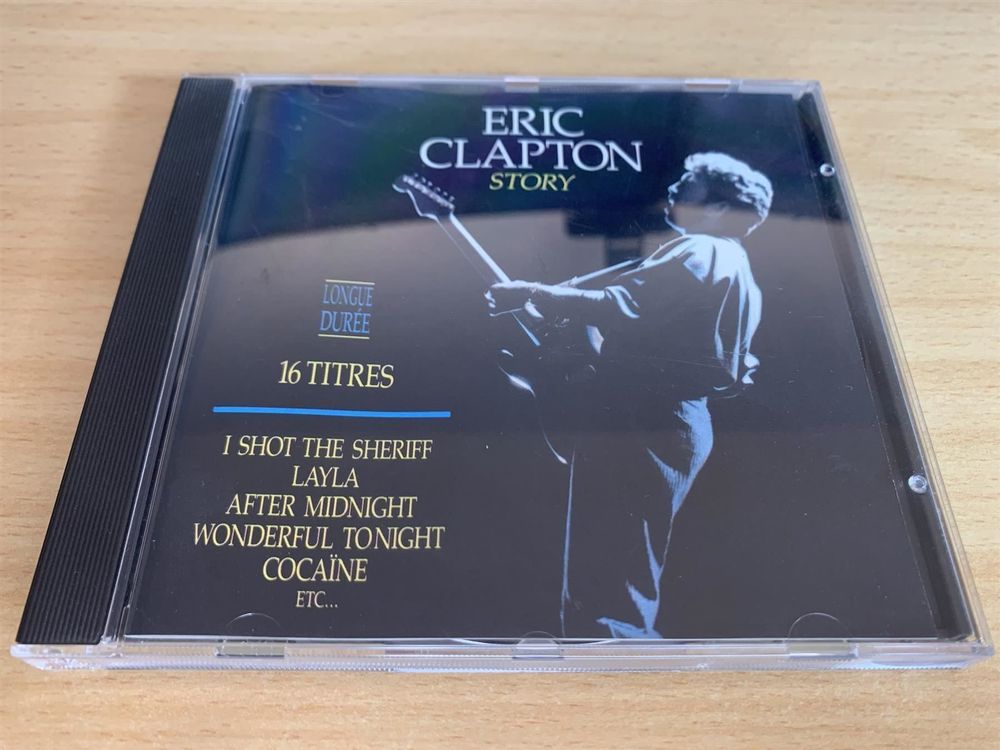 ERIC
CLAPTON
STORY
LONGUE
DURÉE
16 TITRES
I SHOT THE SHERIFF
LAYLA
AFTER MIDNIGHT
WONDERFUL TONIGHT
COCAÏNE
ETC...